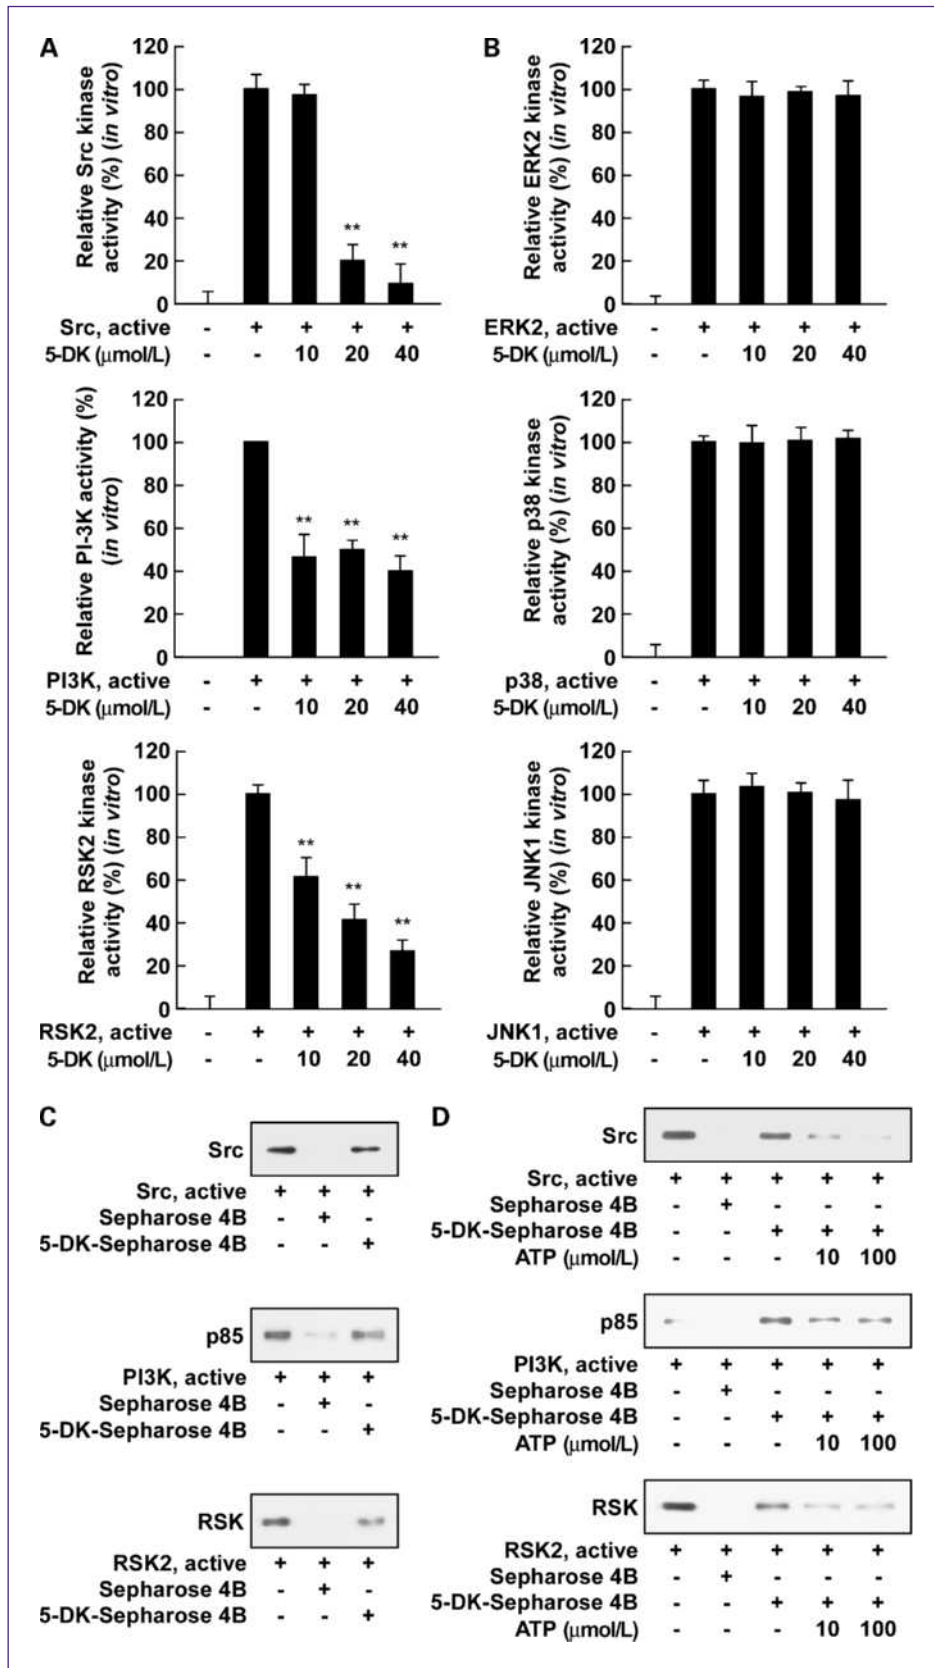 A
Relative Src kinase
activity (%) (in vitro)
120
100
80
60
40
20
0
**
**
Src, active - + + + +
5-DK (μmol/L) - - 10 20 40
Relative PI-3K activity (%)
(in vitro)
120
100
80
60
40
20
0
**
**
**
PI3K, active - + + + +
5-DK (μmol/L) - - 10 20 40
Relative RSK2 kinase
activity (%) (in vitro)
120
100
80
60
40
20
0
**
**
**
RSK2, active - + + + +
5-DK (μmol/L) - - 10 20 40
B
Relative ERK2 kinase
activity (%) (in vitro)
120
100
80
60
40
20
0
ERK2, active - + + + +
5-DK (μmol/L) - - 10 20 40
Relative p38 kinase
activity (%) (in vitro)
120
100
80
60
40
20
0
p38, active - + + + +
5-DK (μmol/L) - - 10 20 40
Relative JNK1 kinase
activity (%) (in vitro)
120
100
80
60
40
20
0
JNK1, active - + + + +
5-DK (μmol/L) - - 10 20 40
C
Src
Src, active + + +
Sepharose 4B - + -
5-DK-Sepharose 4B - - +
p85
PI3K, active + + +
Sepharose 4B - + -
5-DK-Sepharose 4B - - +
RSK
RSK2, active + + +
Sepharose 4B - + -
5-DK-Sepharose 4B - - +
D
Src
Src, active + + + + +
Sepharose 4B - + - - -
5-DK-Sepharose 4B - - + + +
ATP (μmol/L) - - - 10 100
p85
PI3K, active + + + + +
Sepharose 4B - + - - -
5-DK-Sepharose 4B - - + + +
ATP (μmol/L) - - - 10 100
RSK
RSK2, active + + + + +
Sepharose 4B - + - - -
5-DK-Sepharose 4B - - + + +
ATP (μmol/L) - - - 10 100